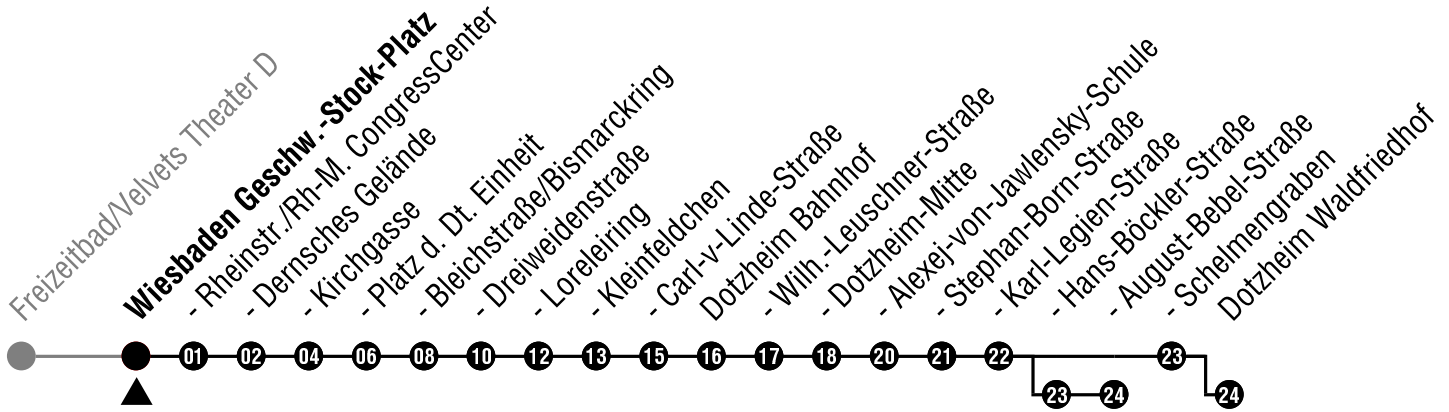 Freizeitbad/Velvets Theater D
Wiesbaden Geschw.-Stock-Platz
- Rheinstr./Rh-M. CongressCenter
- Dernsches Gelände
- Kirchgasse
- Platz d. Dt. Einheit
- Bleichstraße/Bismarckring
- Dreiweidenstraße
- Loreleiring
- Kleinfeldchen
- Carl-v-Linde-Straße
Dotzheim Bahnhof
- Wilh.-Leuschner-Straße
- Dotzheim-Mitte
- Alexej-von-Jawlensky-Schule
- Stephan-Born-Straße
- Karl-Legien-Straße
- Hans-Böckler-Straße
- August-Bebel-Straße
- Schelmengraben
Dotzheim Waldfriedhof
01 02 04 06 08 10 12 13 15 16 17 18 20 21 22 23
23 24 24